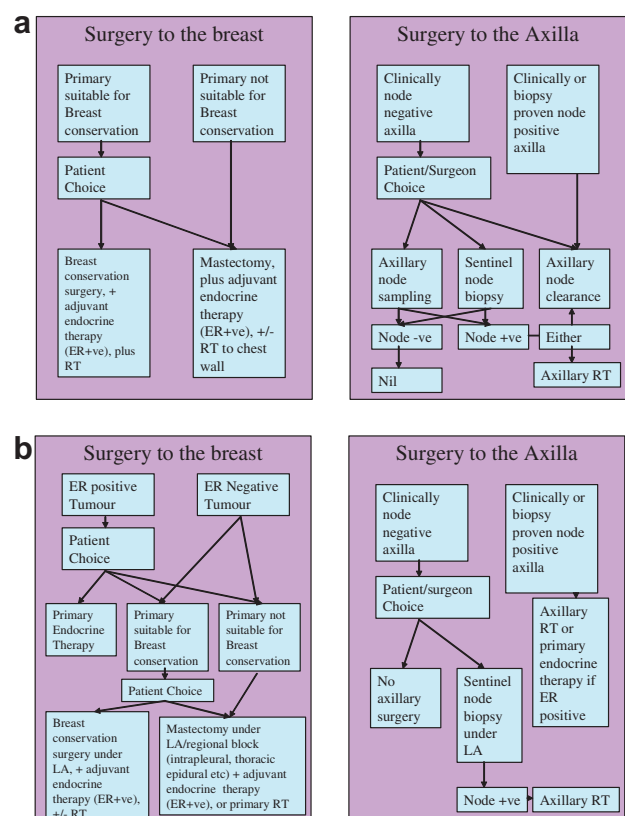 a
Surgery to the breast
Primary
suitable for
Breast
conservation
Primary not
suitable for
Breast
conservation
Patient
Choice
Breast
conservation
surgery, +
adjuvant
endocrine
therapy
(ER+ve), plus
RT
Mastectomy,
plus adjuvant
endocrine
therapy
(ER+ve), +/-
RT to chest
wall
Surgery to the Axilla
Clinically
node
negative
axilla
Clinically or
biopsy
proven node
positive
axilla
Patient/Surgeon
Choice
Axillary
node
sampling
Sentinel
node
biopsy
Axillary
node
clearance
Node -ve
Node +ve
Either
Nil
Axillary RT
b
Surgery to the breast
ER positive
Tumour
ER Negative
Tumour
Patient
Choice
Primary
Endocrine
Therapy
Primary
suitable for
Breast
conservation
Primary not
suitable for
Breast
conservation
Patient Choice
Breast
conservation
surgery under
LA, + adjuvant
endocrine
therapy (ER+ve),
+/- RT
Mastectomy under
LA/regional block
(intrapleural, thoracic
epidural etc) + adjuvant
endocrine therapy
(ER+ve), or primary RT
Surgery to the Axilla
Clinically
node
negative
axilla
Clinically or
biopsy
proven node
positive
axilla
Patient/surgeon
Choice
Axillary
RT or
primary
endocrine
therapy if
ER
positive
No
axillary
surgery
Sentinel
node
biopsy
under
LA
Node +ve
Axillary RT